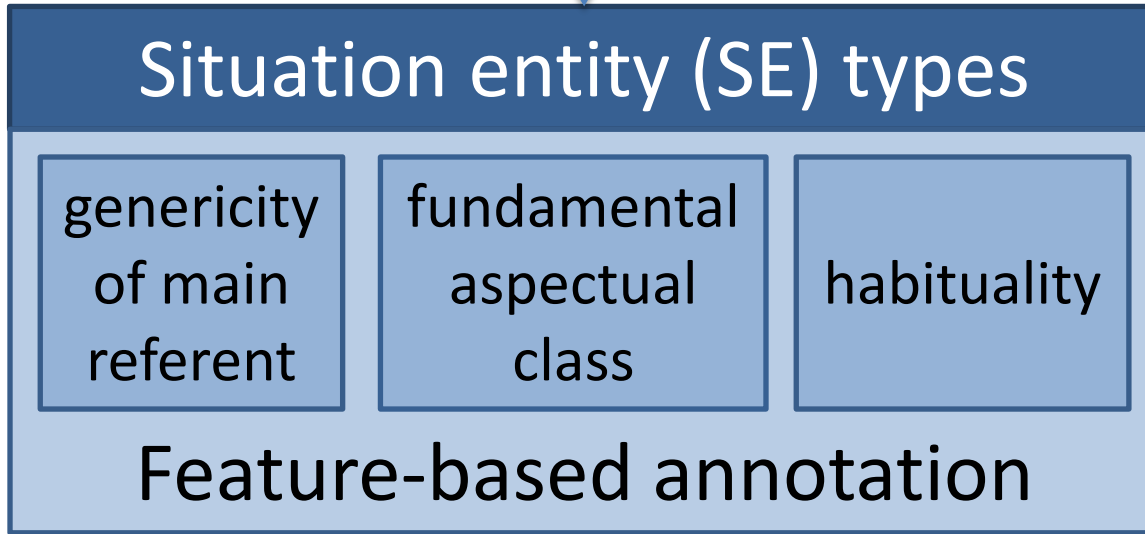 Situation entity (SE) types
genericity
of main
referent
fundamental
aspectual
class
habituality
Feature-based annotation